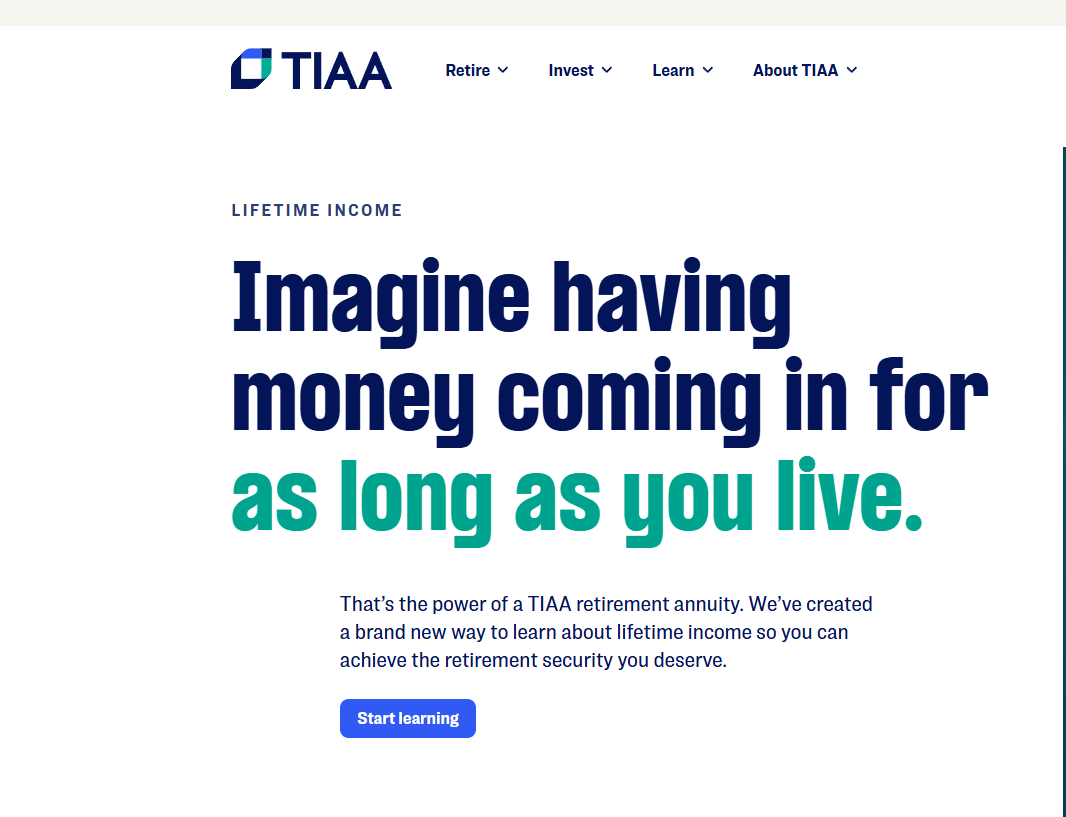 TIAA
Retire
Invest
Learn
About TIAA
LIFETIME INCOME
Imagine having
money coming in for
as long as you live.
That’s the power of a TIAA retirement annuity. We’ve created
a brand new way to learn about lifetime income so you can
achieve the retirement security you deserve.
Start learning